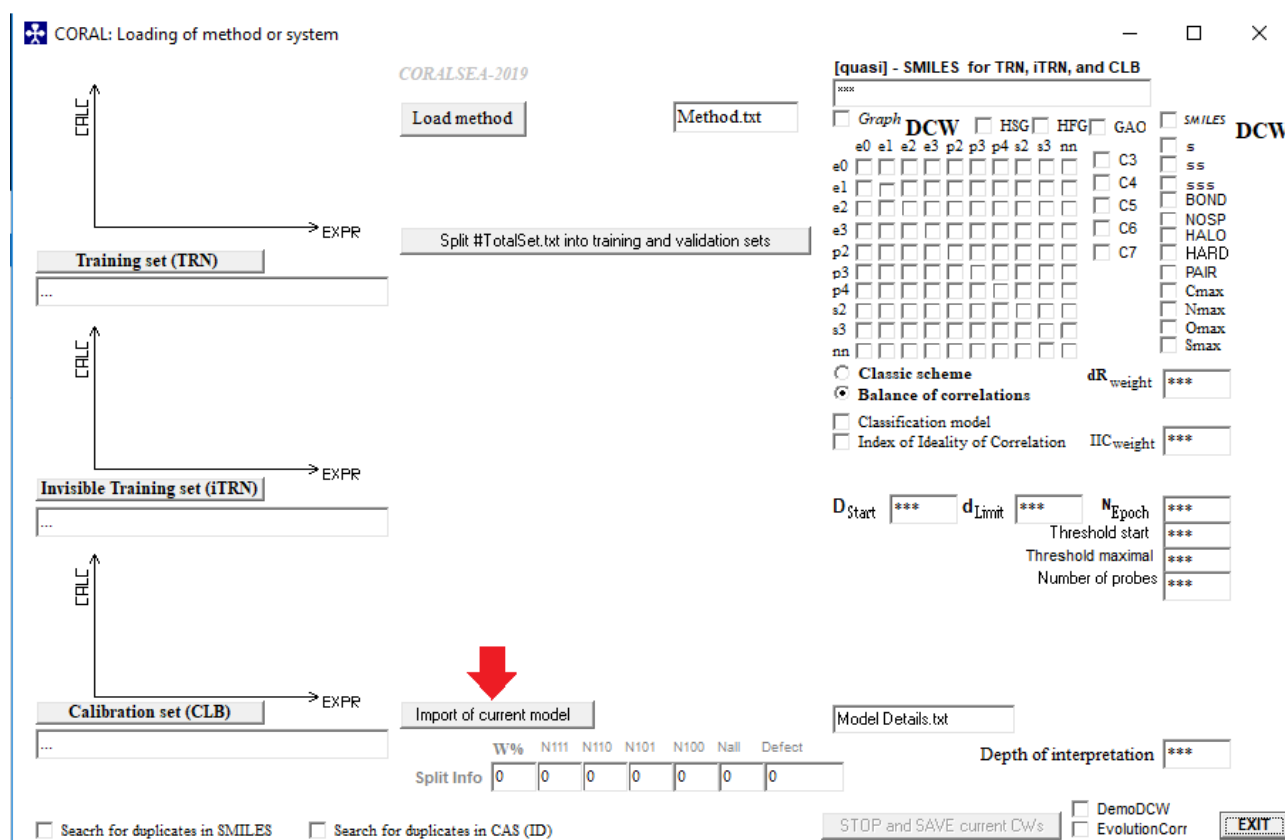 CORAL: Loading of method or system
CORALSEA-2019
[quasi] - SMILES for TRN, iTRN, and CLB
***
Load method
Method.txt
Graph DCW HSG HFG GAO
SMILES DCW
e0 e1 e2 e3 p2 p3 p4 s2 s3 nn
e0
e1
e2
e3
p2
p3
p4
s2
s3
nn
C3
C4
C5
C6
C7
s
ss
sss
BOND
NOSP
HALO
HARD
PAIR
Cmax
Nmax
Omax
Smax
CALC
EXPR
Split #TotalSet.txt into training and validation sets
Training set (TRN)
...
Classic scheme
dRweight ***
Balance of correlations
Classification model
Index of Ideality of Correlation
IICweight ***
CALC
EXPR
Invisible Training set (iTRN)
...
DStart *** dLimit *** NEpoch ***
Threshold start ***
Threshold maximal ***
Number of probes ***
CALC
EXPR
Calibration set (CLB)
...
Import of current model
Model Details.txt
W% N111 N110 N101 N100 Nall Defect
Split Info 0 0 0 0 0 0 0
Depth of interpretation ***
Seacrh for duplicates in SMILES
Search for duplicates in CAS (ID)
STOP and SAVE current CWs
DemoDCW
EvolutionCorr
EXIT